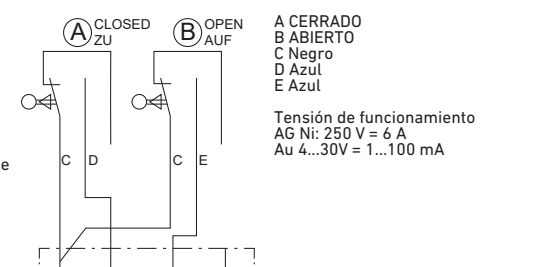 A CLOSED
ZU
B OPEN
AUF
C D C E
e
A CERRADO
B ABIERTO
C Negro
D Azul
E Azul
Tensión de funcionamiento
AG Ni: 250 V = 6 A
Au 4...30V = 1...100 mA